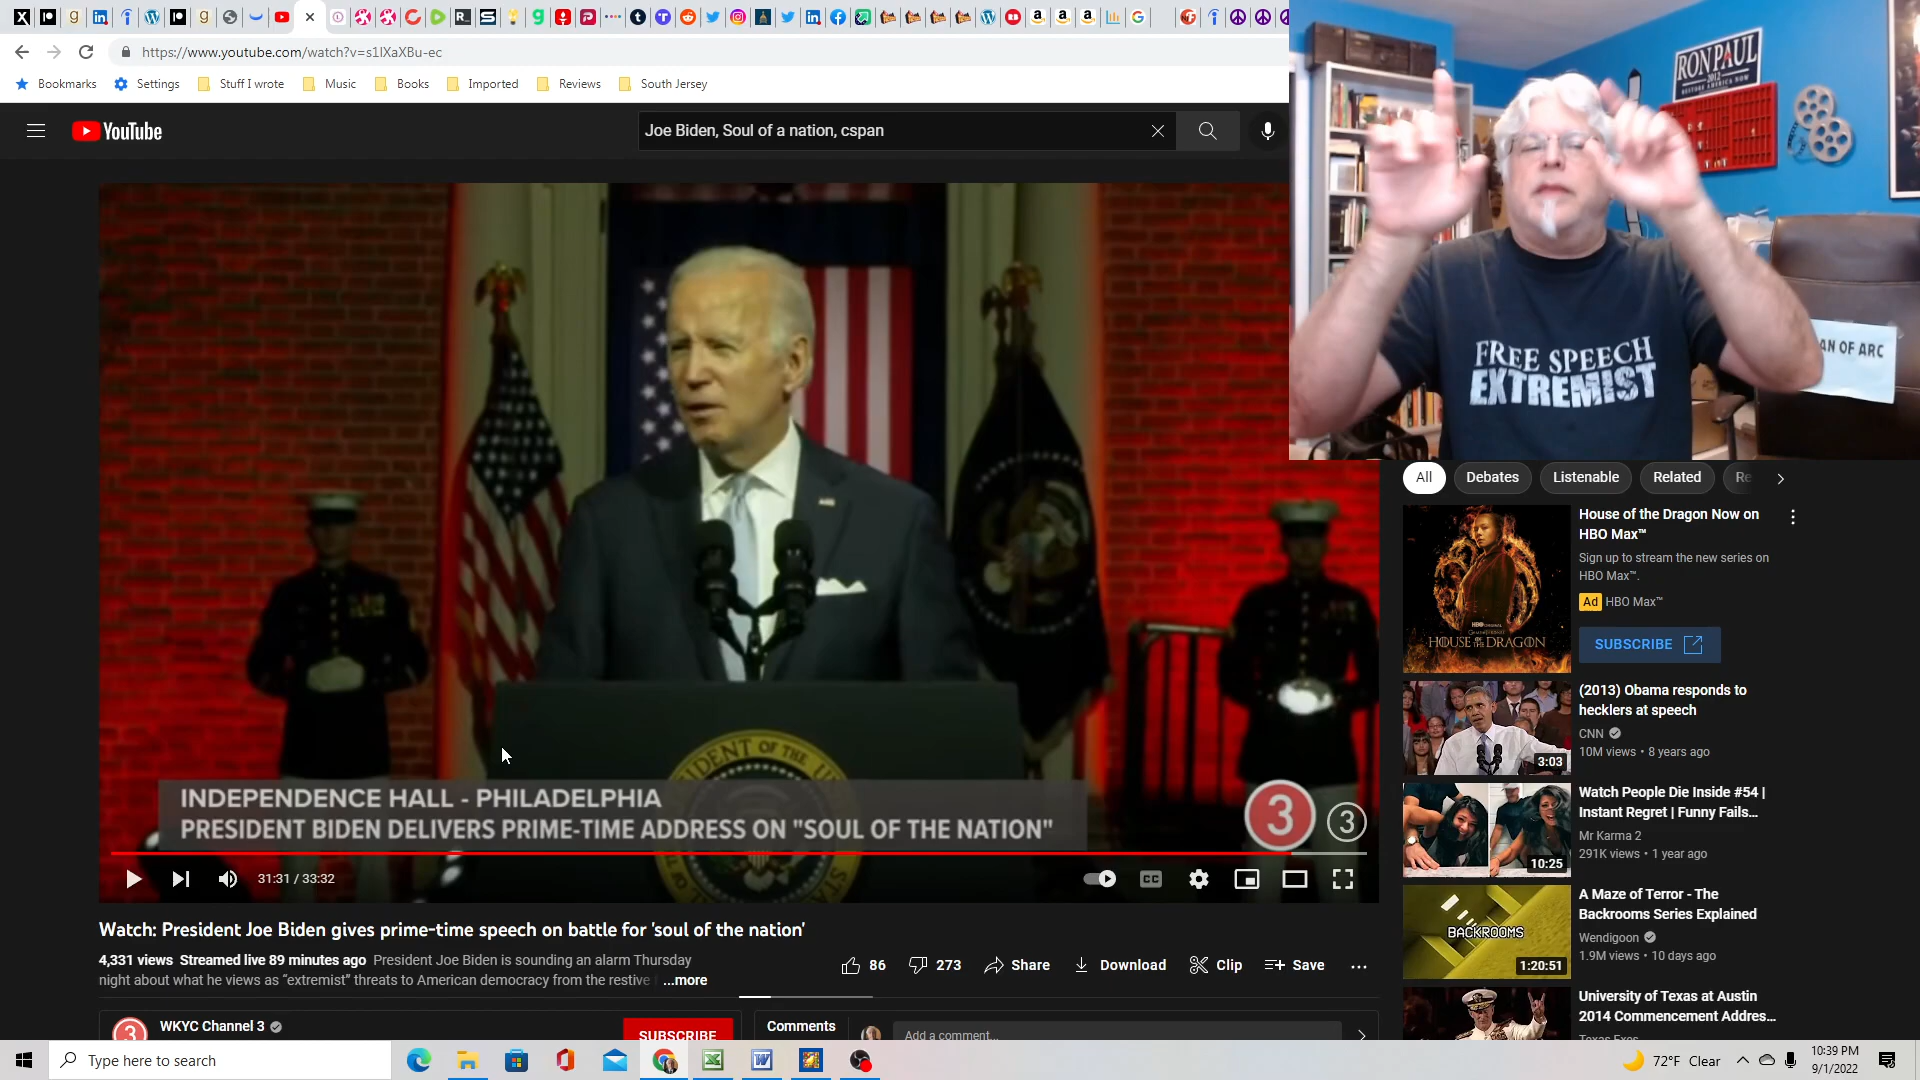 https://www.youtube.com/watch?v=s1lXaXBu-ec
Bookmarks
Settings
Stuff I wrote
Music
Books
Imported
Reviews
South Jersey
YouTube
Joe Biden, Soul of a nation, cspan
RON PAUL
2012
FREE SPEECH
EXTREMIST
AN OF ARC
INDEPENDENCE HALL - PHILADELPHIA
PRESIDENT BIDEN DELIVERS PRIME-TIME ADDRESS ON "SOUL OF THE NATION"
3
3
31:31 / 33:32
CC
Watch: President Joe Biden gives prime-time speech on battle for 'soul of the nation'
4,331 views Streamed live 89 minutes ago President Joe Biden is sounding an alarm Thursday
night about what he views as “extremist” threats to American democracy from the restive ...more
86
273
Share
Download
Clip
Save
WKYC Channel 3
SUBSCRIBE
Comments
Add a comment...
All
Debates
Listenable
Related
Re
House of the Dragon Now on
HBO Max™
Sign up to stream the new series on
HBO Max™.
Ad HBO Max™
SUBSCRIBE
HOUSE OF THE DRAGON
(2013) Obama responds to
hecklers at speech
CNN
10M views • 8 years ago
3:03
Watch People Die Inside #54 |
Instant Regret | Funny Fails...
Mr Karma 2
291K views • 1 year ago
10:25
A Maze of Terror - The
Backrooms Series Explained
Wendigoon
1.9M views • 10 days ago
BACKROOMS
1:20:51
University of Texas at Austin
2014 Commencement Addres...
Texas Exes
Type here to search
72°F Clear
10:39 PM
9/1/2022